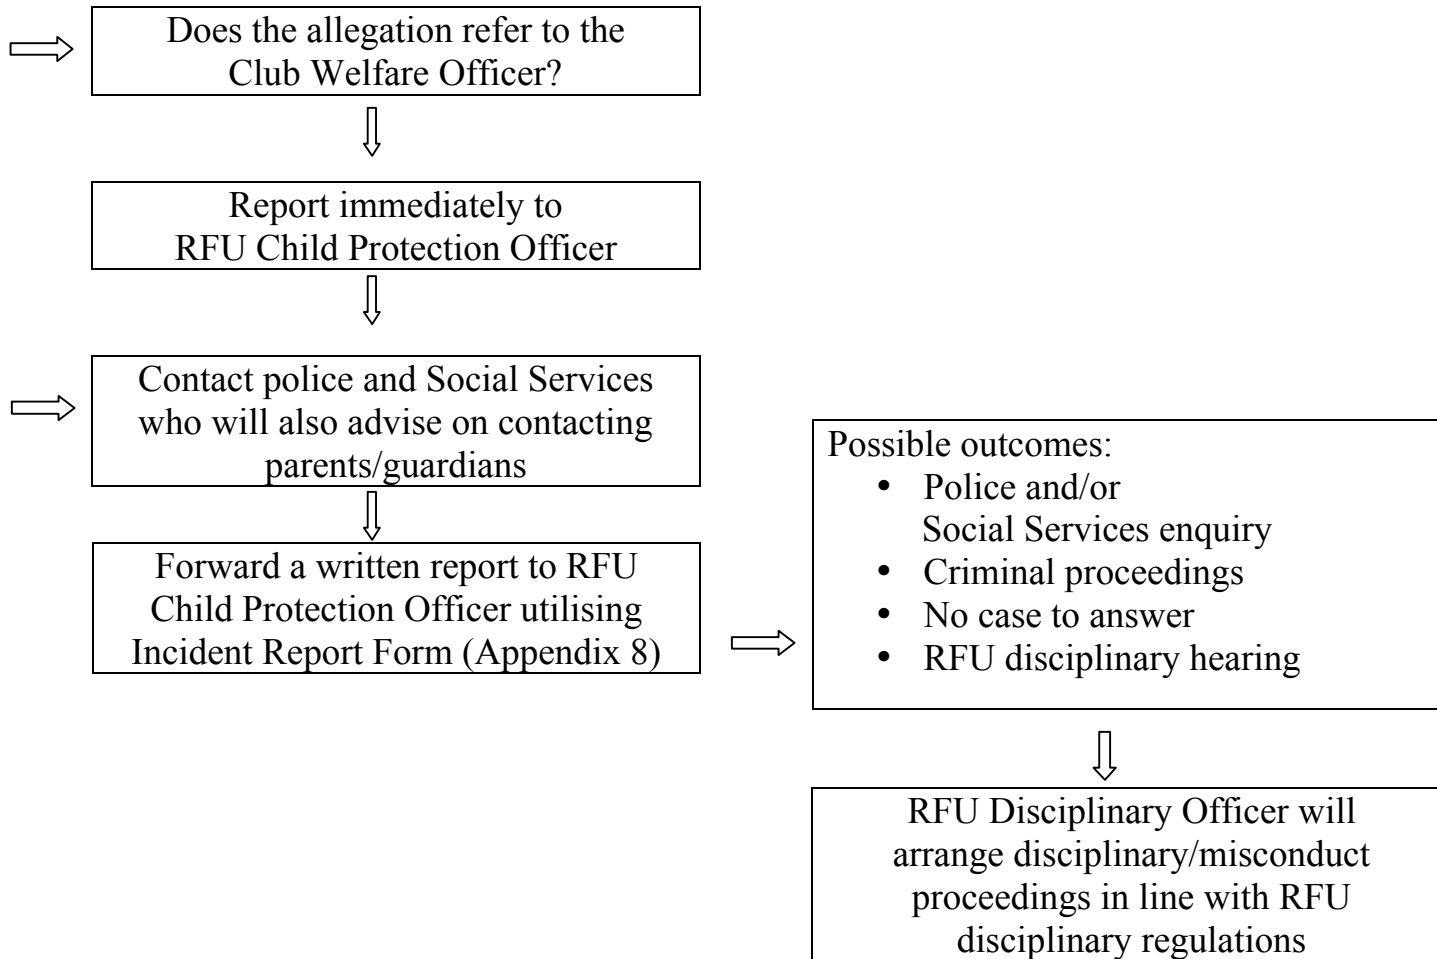 Does the allegation refer to the
Club Welfare Officer?
Report immediately to
RFU Child Protection Officer
Contact police and Social Services
who will also advise on contacting
parents/guardians
Forward a written report to RFU
Child Protection Officer utilising
Incident Report Form (Appendix 8)
Possible outcomes:
• Police and/or
Social Services enquiry
• Criminal proceedings
• No case to answer
• RFU disciplinary hearing
RFU Disciplinary Officer will
arrange disciplinary/misconduct
proceedings in line with RFU
disciplinary regulations